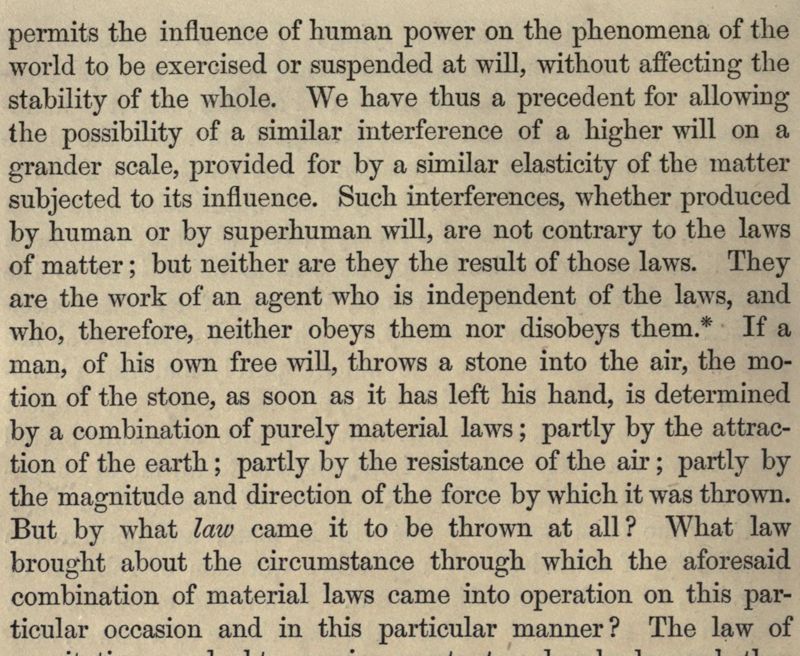 permits the influence of human power on the phenomena of the
world to be exercised or suspended at will, without affecting the
stability of the whole. We have thus a precedent for allowing
the possibility of a similar interference of a higher will on a
grander scale, provided for by a similar elasticity of the matter
subjected to its influence. Such interferences, whether produced
by human or by superhuman will, are not contrary to the laws
of matter; but neither are they the result of those laws. They
are the work of an agent who is independent of the laws, and
who, therefore, neither obeys them nor disobeys them.* If a
man, of his own free will, throws a stone into the air, the mo-
tion of the stone, as soon as it has left his hand, is determined
by a combination of purely material laws; partly by the attrac-
tion of the earth; partly by the resistance of the air; partly by
the magnitude and direction of the force by which it was thrown.
But by what law came it to be thrown at all? What law
brought about the circumstance through which the aforesaid
combination of material laws came into operation on this par-
ticular occasion and in this particular manner? The law of